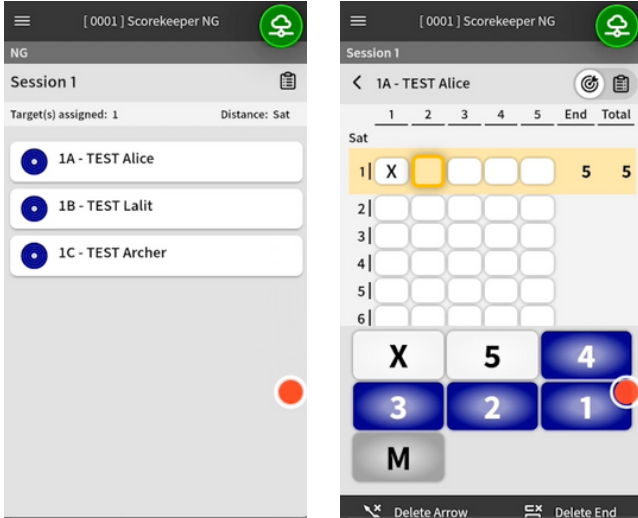 [ 0001 ] Scorekeeper NG
NG
Session 1
Target(s) assigned: 1 Distance: Sat
1A - TEST Alice
1B - TEST Lalit
1C - TEST Archer
[ 0001 ] Scorekeeper NG
Session 1
1A - TEST Alice
1 2 3 4 5 End Total
Sat
1 X 5 5
2
3
4
5
6
X 5 4
3 2 1
M
Delete Arrow Delete End